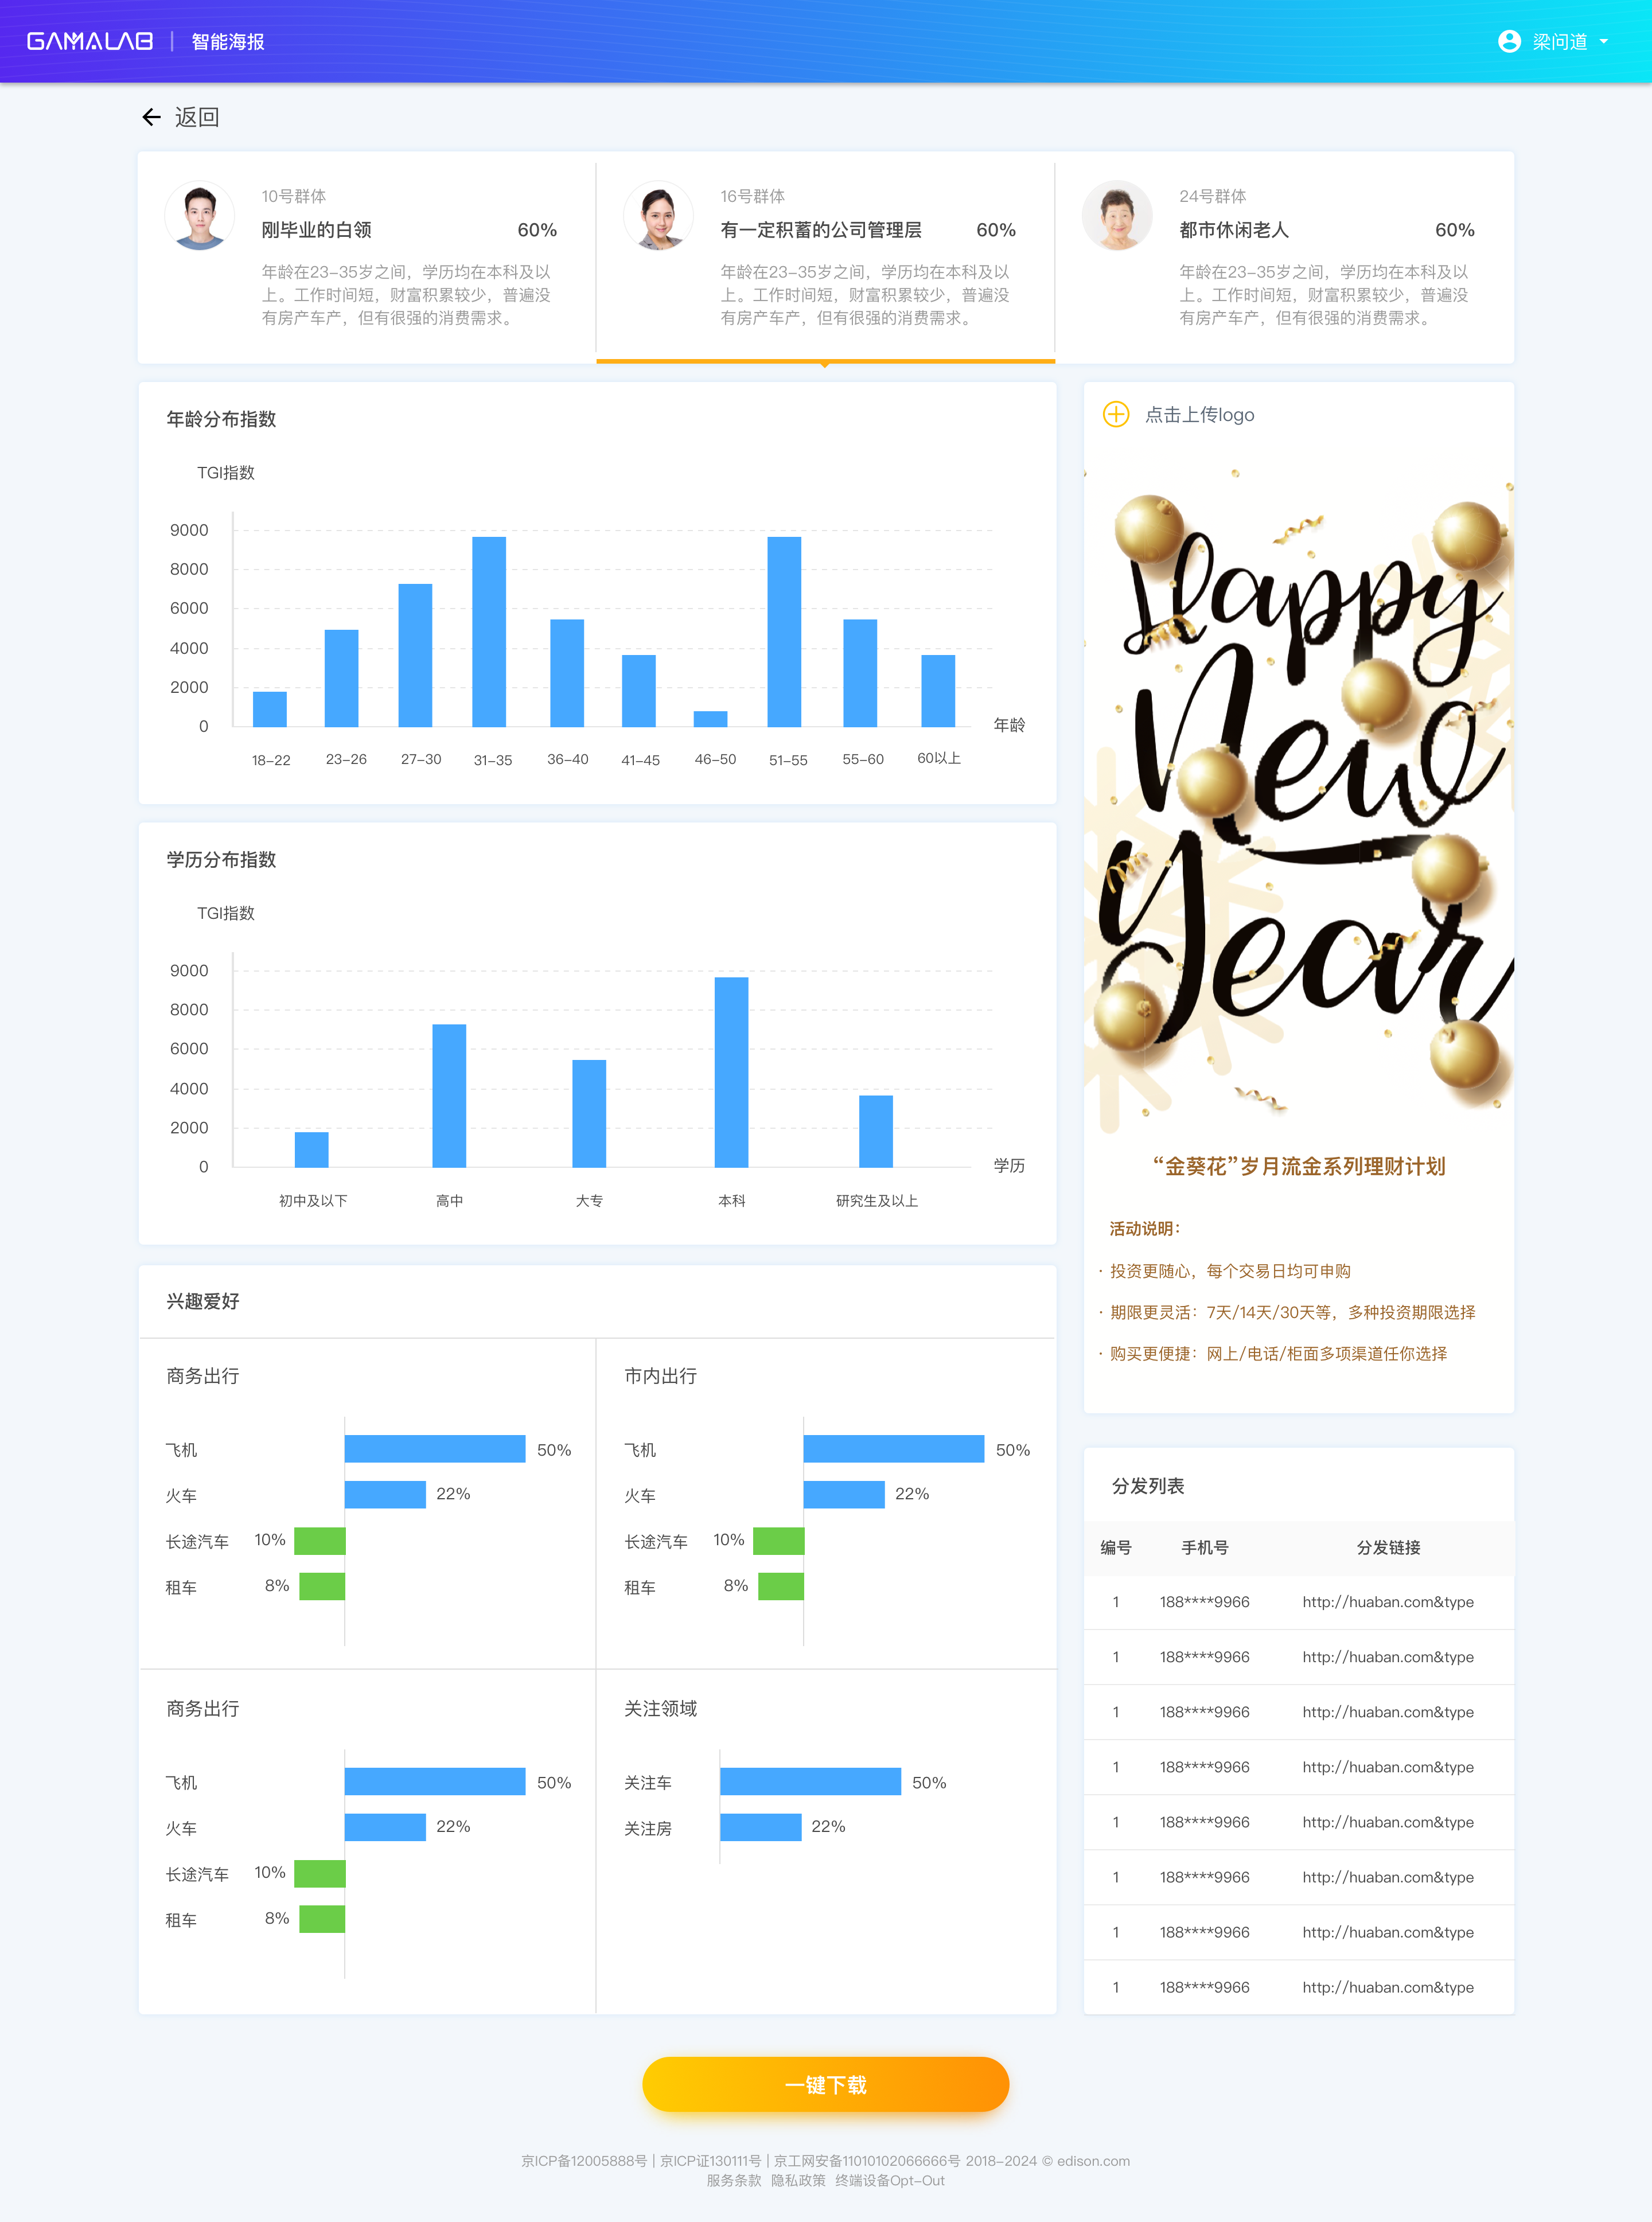 GAMALAB
智能海报
梁问道
返回
10号群体
刚毕业的白领
60%
年龄在23-35岁之间，学历均在本科及以
上。工作时间短，财富积累较少，普遍没
有房产车产，但有很强的消费需求。
16号群体
有一定积蓄的公司管理层
60%
年龄在23-35岁之间，学历均在本科及以
上。工作时间短，财富积累较少，普遍没
有房产车产，但有很强的消费需求。
24号群体
都市休闲老人
60%
年龄在23-35岁之间，学历均在本科及以
上。工作时间短，财富积累较少，普遍没
有房产车产，但有很强的消费需求。
年龄分布指数
TGI指数
9000
8000
6000
4000
2000
0
年龄
18-22
23-26
27-30
31-35
36-40
41-45
46-50
51-55
55-60
60以上
学历分布指数
TGI指数
9000
8000
6000
4000
2000
0
学历
初中及以下
高中
大专
本科
研究生及以上
兴趣爱好
商务出行
飞机
50%
火车
22%
长途汽车
10%
租车
8%
市内出行
飞机
50%
火车
22%
长途汽车
10%
租车
8%
商务出行
飞机
50%
火车
22%
长途汽车
10%
租车
8%
关注领域
关注车
50%
关注房
22%
点击上传logo
Happy
New
Year
“金葵花”岁月流金系列理财计划
活动说明：
· 投资更随心，每个交易日均可申购
· 期限更灵活：7天/14天/30天等，多种投资期限选择
· 购买更便捷：网上/电话/柜面多项渠道任你选择
分发列表
编号 手机号 分发链接
1 188****9966 http://huaban.com&type
1 188****9966 http://huaban.com&type
1 188****9966 http://huaban.com&type
1 188****9966 http://huaban.com&type
1 188****9966 http://huaban.com&type
1 188****9966 http://huaban.com&type
1 188****9966 http://huaban.com&type
1 188****9966 http://huaban.com&type
一键下载
京ICP备12005888号 | 京ICP证130111号 | 京工网安备11010102066666号 2018-2024 © edison.com
服务条款 隐私政策 终端设备Opt-Out